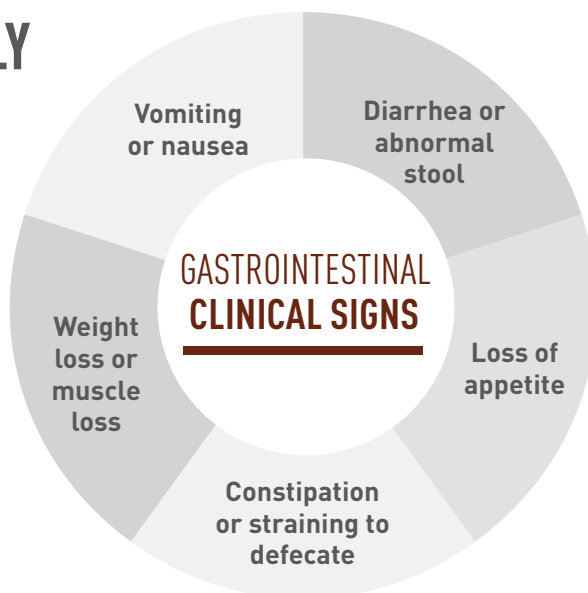 LY
Vomiting
or nausea
Diarrhea or
abnormal
stool
GASTROINTESTINAL
CLINICAL SIGNS
Weight
loss or
muscle
loss
Loss of
appetite
Constipation
or straining to
defecate